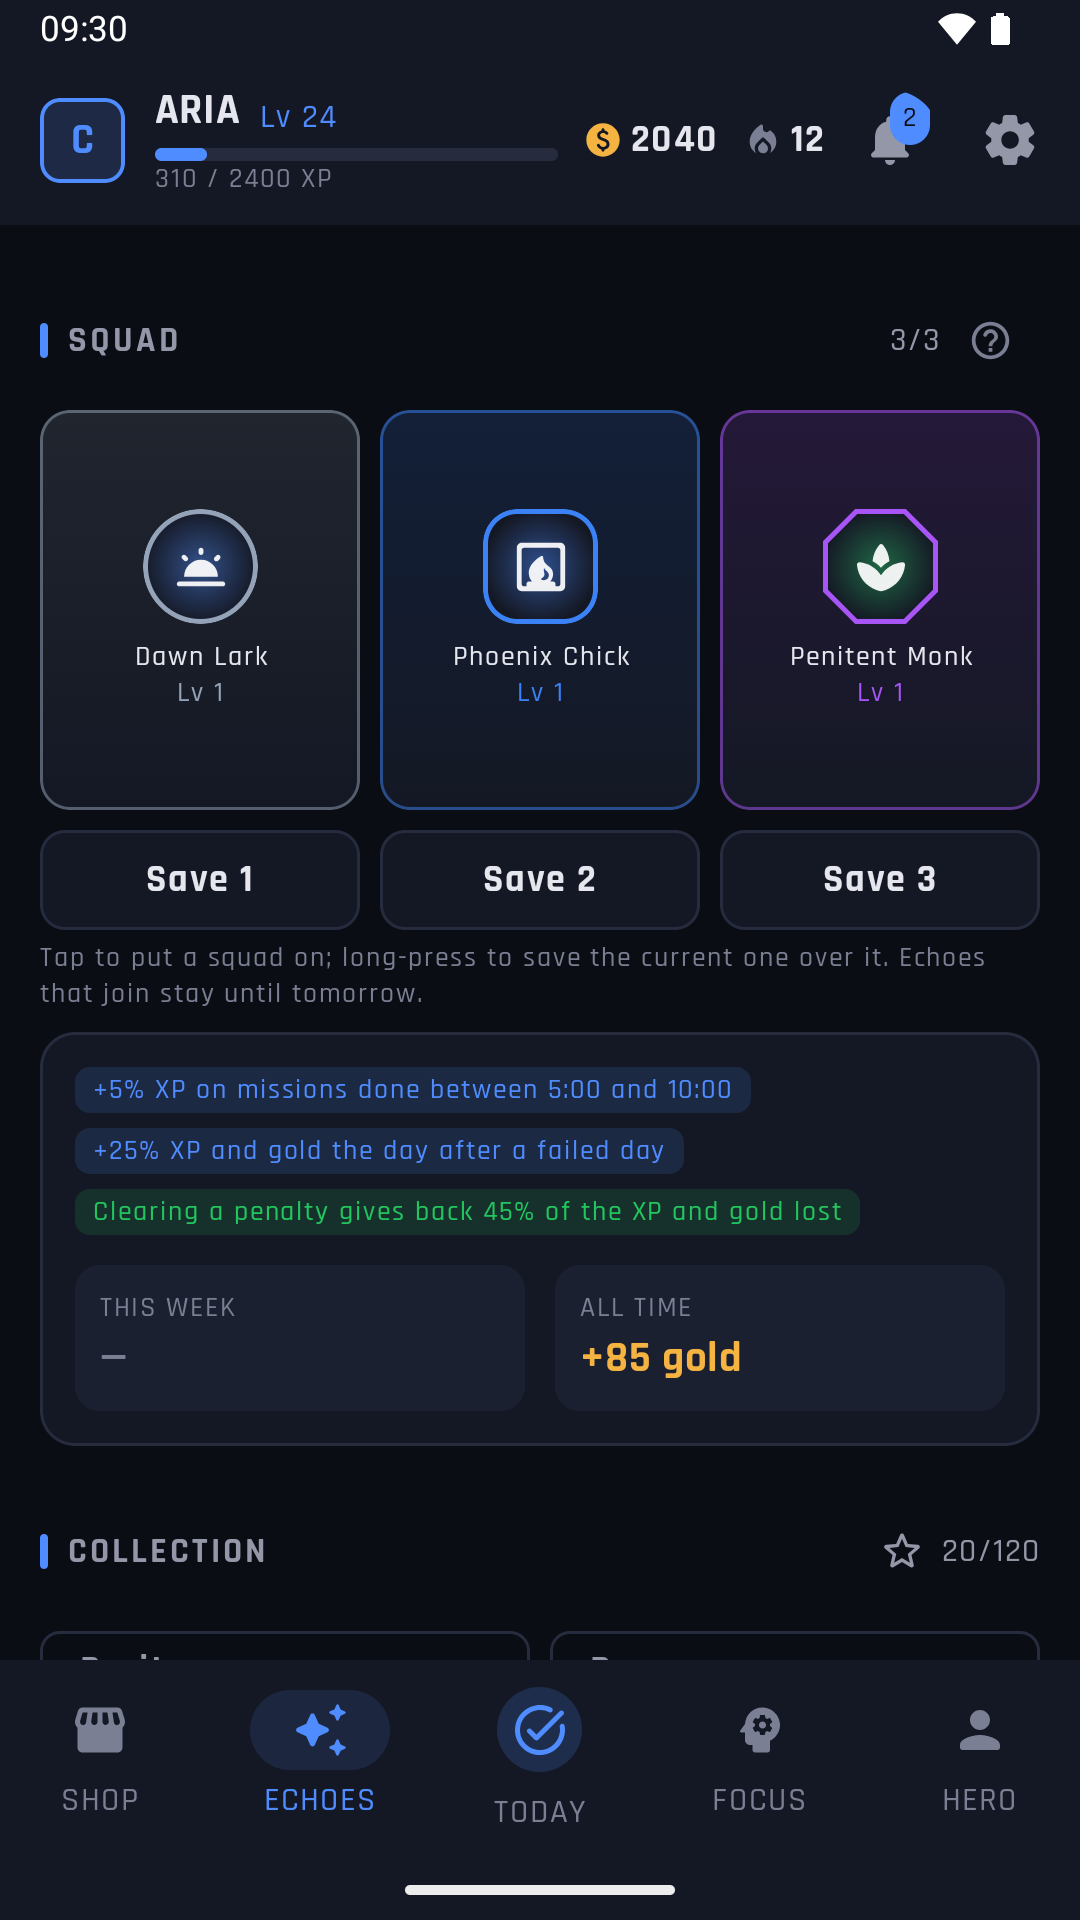 09:30
C
ARIA Lv 24
310 / 2400 XP
2040
12
2
SQUAD
3/3
Dawn Lark
Lv 1
Phoenix Chick
Lv 1
Penitent Monk
Lv 1
Save 1
Save 2
Save 3
Tap to put a squad on; long-press to save the current one over it. Echoes
that join stay until tomorrow.
+5% XP on missions done between 5:00 and 10:00
+25% XP and gold the day after a failed day
Clearing a penalty gives back 45% of the XP and gold lost
THIS WEEK
—
ALL TIME
+85 gold
COLLECTION
20/120
SHOP
ECHOES
TODAY
FOCUS
HERO